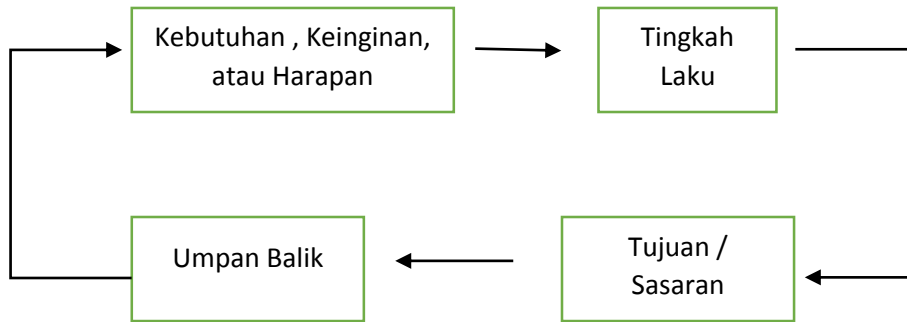 Kebutuhan , Keinginan,
atau Harapan
Tingkah
Laku
Umpan Balik
Tujuan /
Sasaran